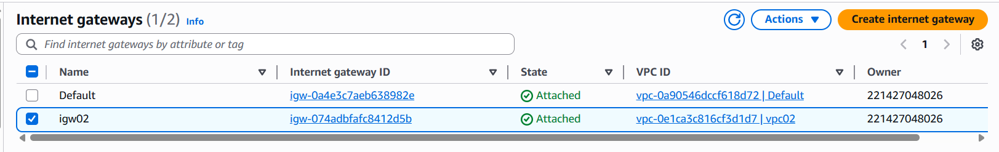 Internet gateways (1/2) Info Actions Create internet gateway
Find internet gateways by attribute or tag 1
Name Internet gateway ID State VPC ID Owner
Default igw-0a4e3c7aeb638982e Attached vpc-0a90546dccf618d72 | Default 221427048026
igw02 igw-074adbfafc8412d5b Attached vpc-0e1ca3c816cf3d1d7 | vpc02 221427048026